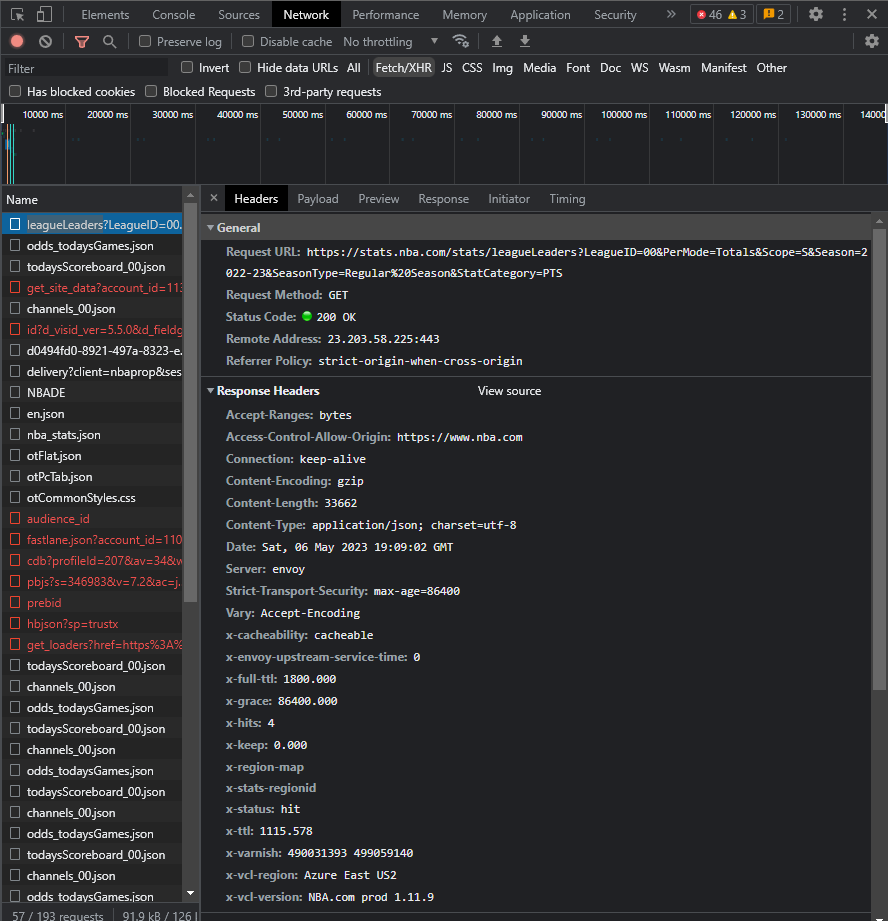 Elements Console Sources Network Performance Memory Application Security » 46 3 2
Preserve log Disable cache No throttling
Filter Invert Hide data URLs All Fetch/XHR JS CSS Img Media Font Doc WS Wasm Manifest Other
Has blocked cookies Blocked Requests 3rd-party requests
10000 ms 20000 ms 30000 ms 40000 ms 50000 ms 60000 ms 70000 ms 80000 ms 90000 ms 100000 ms 110000 ms 120000 ms 130000 ms 14000
Name
leagueLeaders?LeagueID=00.
odds_todaysGames.json
todaysScoreboard_00.json
get_site_data?account_id=113
channels_00.json
id?d_visid_ver=5.5.0&d_fieldg
d0494fd0-8921-497a-8323-e.
delivery?client=nbaprop&ses
NBADE
en.json
nba_stats.json
otFlat.json
otPcTab.json
otCommonStyles.css
audience_id
fastlane.json?account_id=110
cdb?profileId=207&av=34&w
pbjs?s=346983&v=7.2&ac=j.
prebid
hbjson?sp=trustx
get_loaders?href=https%3A%
todaysScoreboard_00.json
channels_00.json
odds_todaysGames.json
todaysScoreboard_00.json
channels_00.json
odds_todaysGames.json
todaysScoreboard_00.json
channels_00.json
odds_todaysGames.json
todaysScoreboard_00.json
channels_00.json
odds_todaysGames.json
57 / 193 requests 91.9 kB / 126
× Headers Payload Preview Response Initiator Timing
General
Request URL: https://stats.nba.com/stats/leagueLeaders?LeagueID=00&PerMode=Totals&Scope=S&Season=2
022-23&SeasonType=Regular%20Season&StatCategory=PTS
Request Method: GET
Status Code: 200 OK
Remote Address: 23.203.58.225:443
Referrer Policy: strict-origin-when-cross-origin
Response Headers View source
Accept-Ranges: bytes
Access-Control-Allow-Origin: https://www.nba.com
Connection: keep-alive
Content-Encoding: gzip
Content-Length: 33662
Content-Type: application/json; charset=utf-8
Date: Sat, 06 May 2023 19:09:02 GMT
Server: envoy
Strict-Transport-Security: max-age=86400
Vary: Accept-Encoding
x-cacheability: cacheable
x-envoy-upstream-service-time: 0
x-full-ttl: 1800.000
x-grace: 86400.000
x-hits: 4
x-keep: 0.000
x-region-map
x-stats-regionid
x-status: hit
x-ttl: 1115.578
x-varnish: 490031393 499059140
x-vcl-region: Azure East US2
x-vcl-version: NBA.com prod 1.11.9